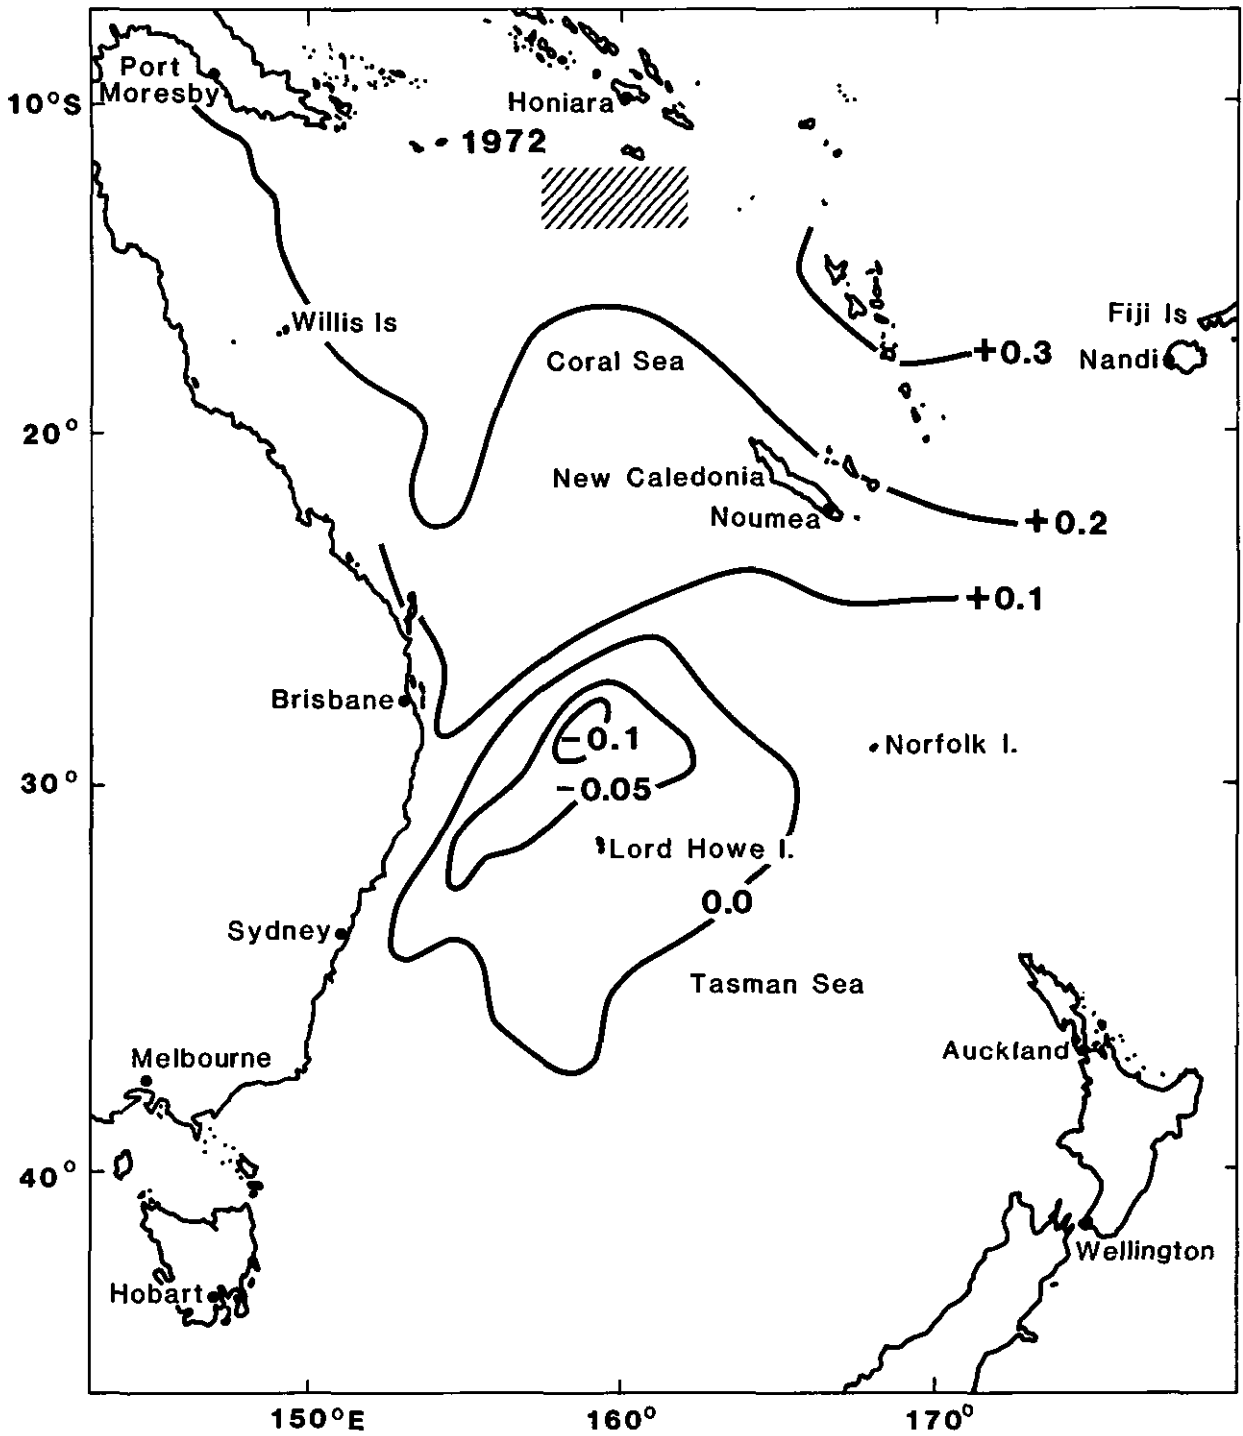 Port
Moresby
10°S
Honiara
1972
Willis Is
Fiji Is
Coral Sea
+0.3
Nandi
20°
New Caledonia
Noumea
+0.2
+0.1
Brisbane
-0.1
Norfolk I.
30°
-0.05
Lord Howe I.
0.0
Sydney
Tasman Sea
Auckland
Melbourne
40°
Wellington
Hobart
150°E
160°
170°